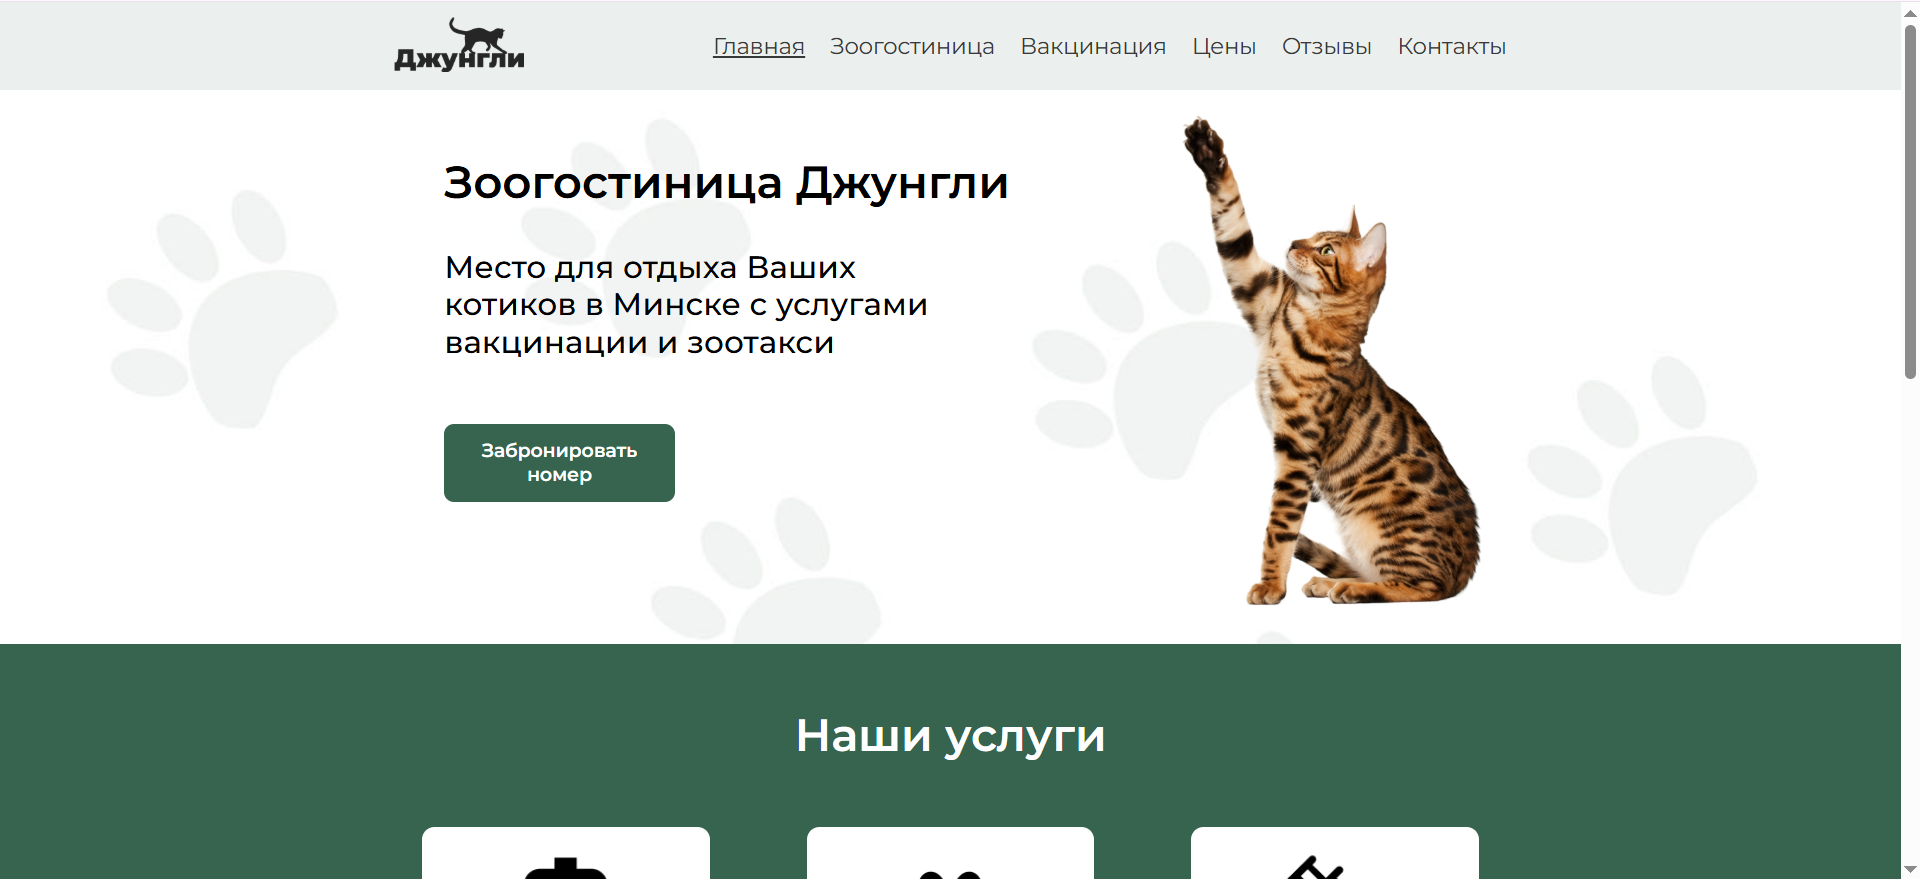 Джунгли
Главная Зоогостиница Вакцинация Цены Отзывы Контакты
Зоогостиница Джунгли
Место для отдыха Ваших
котиков в Минске с услугами
вакцинации и зоотакси
Забронировать
номер
Наши услуги